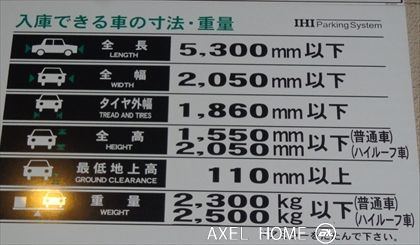 入庫できる車の寸法・重量 IHI Parking System
全長 LENGTH 5,300mm以下
全幅 WIDTH 2,050mm以下
タイヤ外幅 TREAD AND TIRES 1,860mm以下
全高 HEIGHT 1,550mm 2,050mm 以下 (普通車) (ハイルーフ車)
最低地上高 GROUND CLEARANCE 110mm以上
重量 WEIGHT 2,300kg 2,500kg 以下 (普通車) (ハイルーフ車)
AXEL HOME
んで下さい。